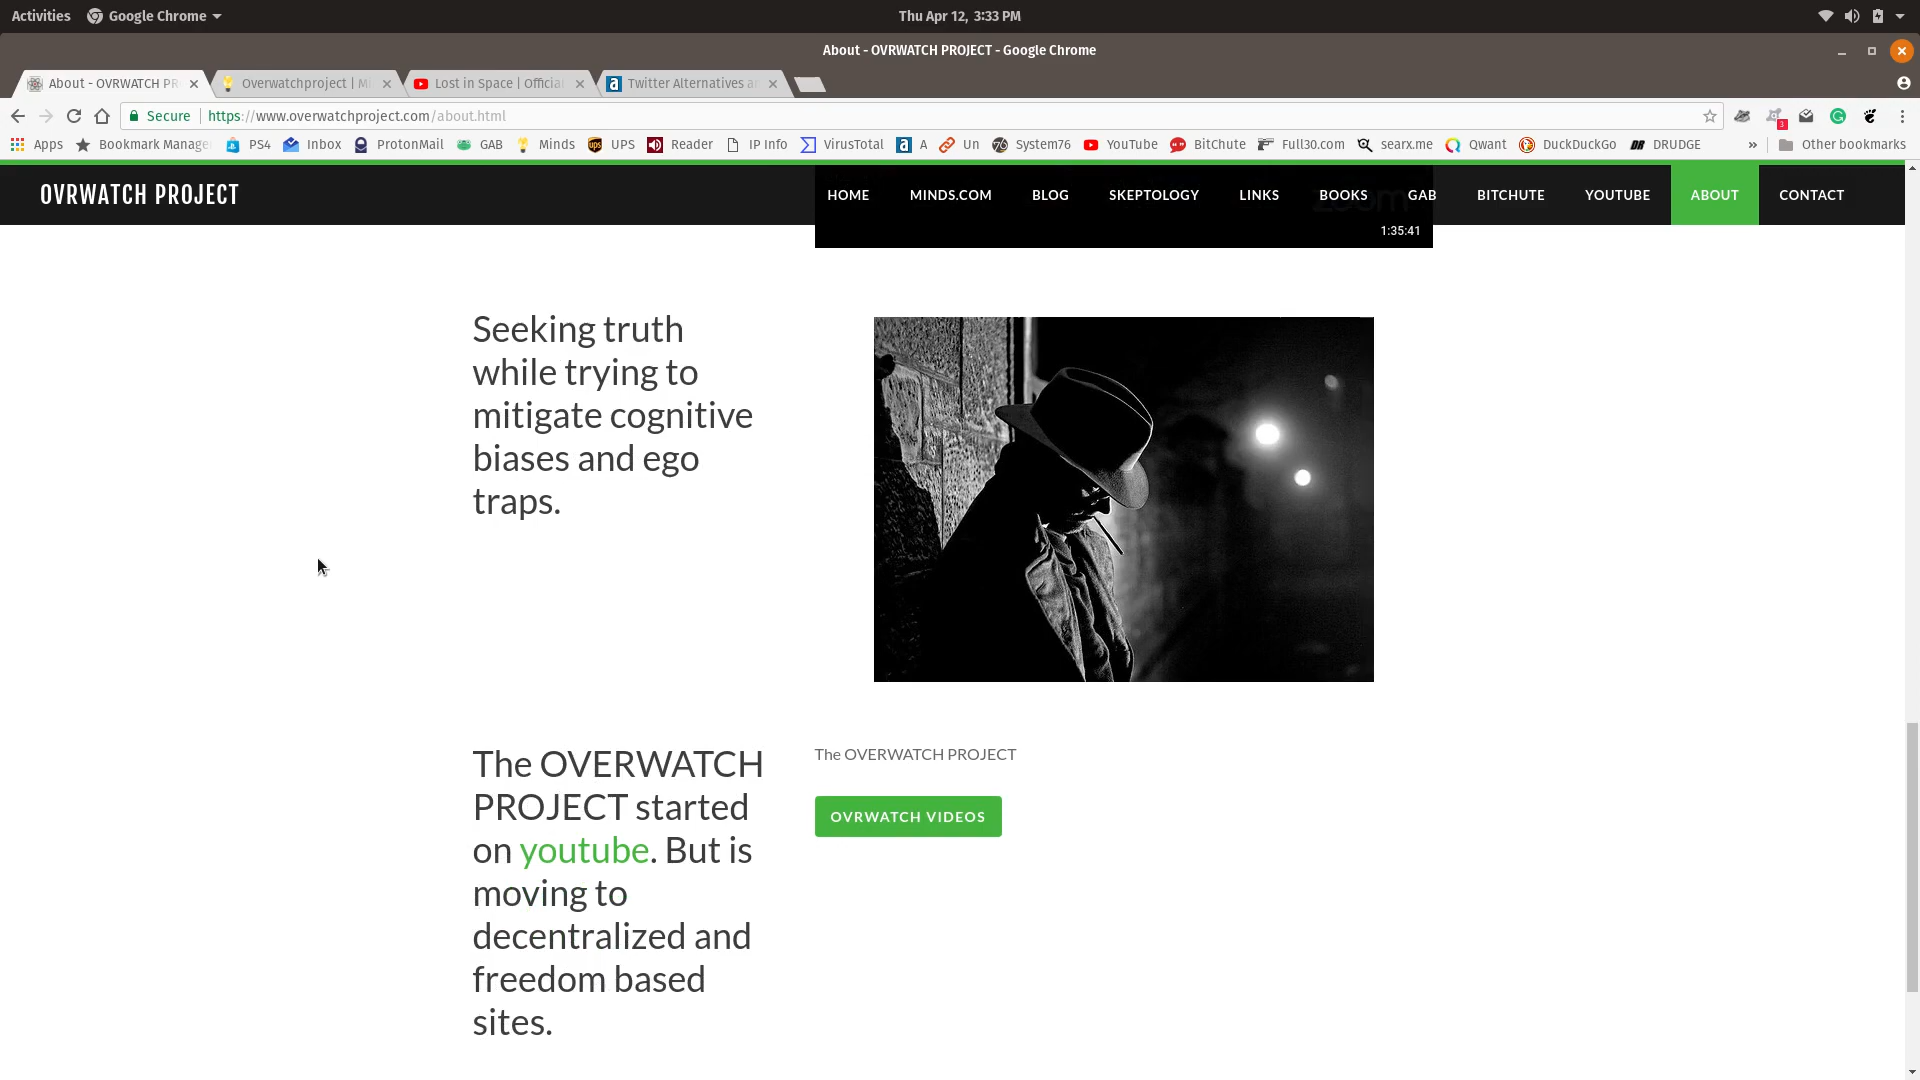 Activities Google Chrome Thu Apr 12, 3:33 PM
About - OVRWATCH PROJECT - Google Chrome
About - OVRWATCH PR Overwatchproject | Mi Lost in Space | Official Twitter Alternatives a
Secure https://www.overwatchproject.com/about.html
3
Apps Bookmark Manage PS4 Inbox ProtonMail GAB Minds UPS Reader IP Info VirusTotal A Un System76 YouTube BitChute Full30.com searx.me Qwant DuckDuckGo DRUDGE » Other bookmarks
OVRWATCH PROJECT HOME MINDS.COM BLOG SKEPTOLOGY LINKS BOOKS GAB BITCHUTE YOUTUBE ABOUT CONTACT
1:35:41
Seeking truth
while trying to
mitigate cognitive
biases and ego
traps.
The OVERWATCH
PROJECT started
on youtube. But is
moving to
decentralized and
freedom based
sites.
The OVERWATCH PROJECT
OVRWATCH VIDEOS